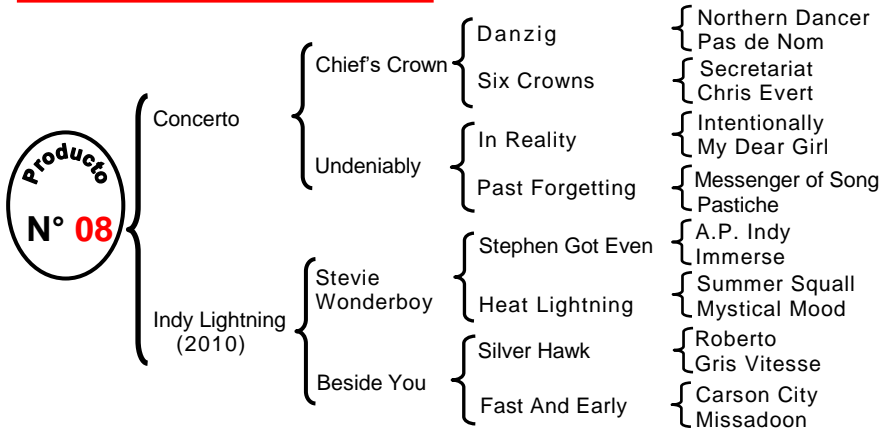 Producto
N° 08
Concerto
Indy Lightning
(2010)
Chief's Crown
Undeniably
Stevie
Wonderboy
Beside You
Danzig
Six Crowns
In Reality
Past Forgetting
Stephen Got Even
Heat Lightning
Silver Hawk
Fast And Early
Northern Dancer
Pas de Nom
Secretariat
Chris Evert
Intentionally
My Dear Girl
Messenger of Song
Pastiche
A.P. Indy
Immerse
Summer Squall
Mystical Mood
Roberto
Gris Vitesse
Carson City
Missadoon